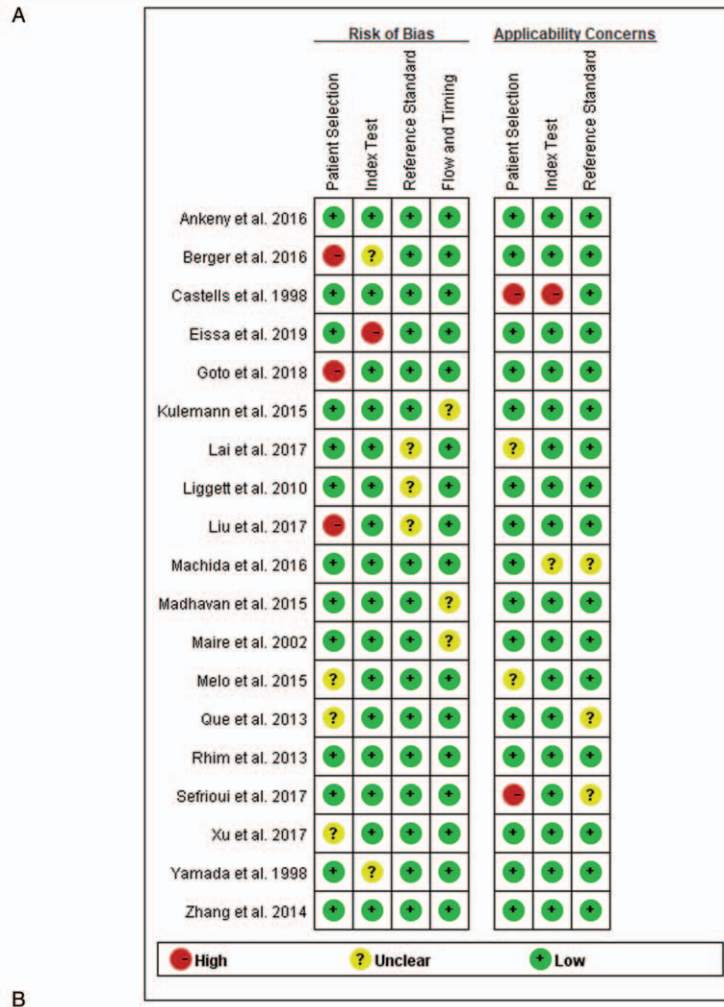 A
Risk of Bias Applicability Concerns
Patient Selection
Index Test
Reference Standard
Flow and Timing
Patient Selection
Index Test
Reference Standard
Ankeny et al. 2016 + + + + + + +
Berger et al. 2016 - ? + + + + +
Castells et al. 1998 + + + + - - +
Eissa et al. 2019 + - + + + + +
Goto et al. 2018 - + + + + + +
Kulemann et al. 2015 + + + ? + + +
Lai et al. 2017 + + ? + ? + +
Liggett et al. 2010 + + ? + + + +
Liu et al. 2017 - + ? + + + +
Machida et al. 2016 + + + + + ? ?
Madhavan et al. 2015 + + + ? + + +
Maire et al. 2002 + + + ? + + +
Melo et al. 2015 ? + + + ? + +
Que et al. 2013 ? + + + + + ?
Rhim et al. 2013 + + + + + + +
Sefrioui et al. 2017 + + + + - + ?
Xu et al. 2017 ? + + + + + +
Yamada et al. 1998 + ? + + + + +
Zhang et al. 2014 + + + + + + +
- High ? Unclear + Low
B